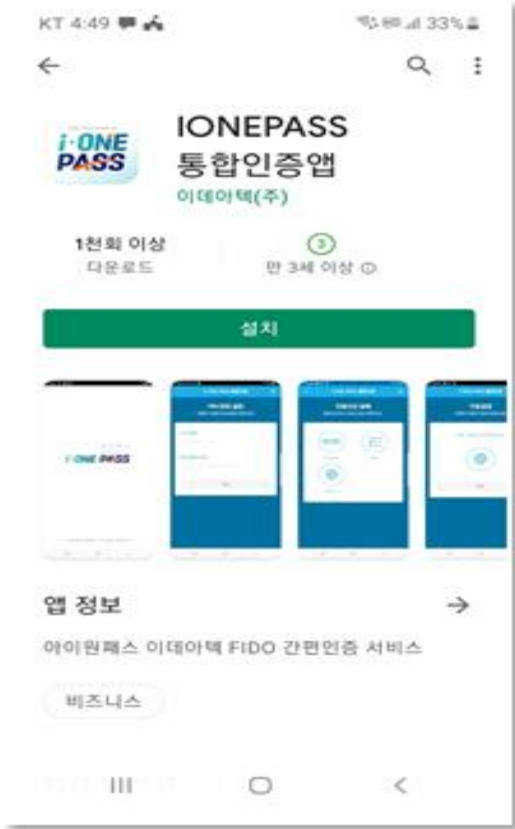 KT 4:49
33%
i·ONE
PASS
IONEPASS
통합인증앱
이데아텍(주)
1천회 이상
다운로드
3
만 3세 이상
설치
I·ONE PASS
앱 정보
아이원패스 이데아텍 FIDO 간편인증 서비스
비즈니스